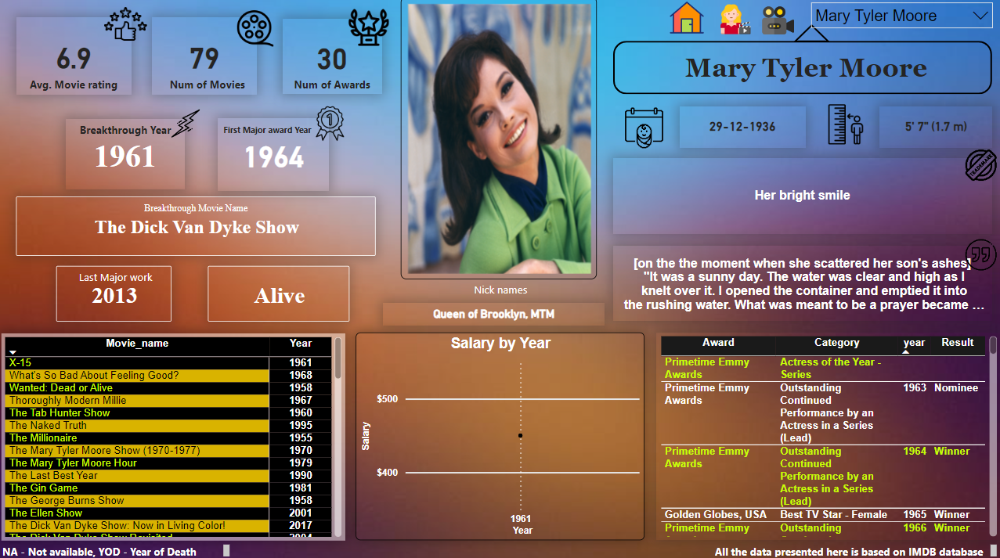 6.9
Avg. Movie rating
79
Num of Movies
30
Num of Awards
Breakthrough Year
1961
First Major award Year
1
1964
Breakthrough Movie Name
The Dick Van Dyke Show
Last Major work
2013
Alive
Nick names
Queen of Brooklyn, MTM
Mary Tyler Moore
Mary Tyler Moore
29-12-1936
5' 7" (1.7 m)
TRADEMARK
Her bright smile
[on the the moment when she scattered her son's ashes]
"It was a sunny day. The water was clear and high as I
knelt over it. I opened the container and emptied it into
the rushing water. What was meant to be a prayer became ...
Movie_name Year
X-15 1961
What's So Bad About Feeling Good? 1968
Wanted: Dead or Alive 1958
Thoroughly Modern Millie 1967
The Tab Hunter Show 1960
The Naked Truth 1995
The Millionaire 1955
The Mary Tyler Moore Show (1970-1977) 1970
The Mary Tyler Moore Hour 1979
The Last Best Year 1990
The Gin Game 1981
The George Burns Show 1958
The Ellen Show 2001
The Dick Van Dyke Show: Now in Living Color! 2017
The Dick Van Dyke Show Revisited 2004
Salary by Year
$500
Salary
$400
1961
Year
Award Category year Result
Primetime Emmy Actress of the Year -
Awards Series
Primetime Emmy Outstanding 1963 Nominee
Awards Continued
Performance by an
Actress in a Series
(Lead)
Primetime Emmy Outstanding 1964 Winner
Awards Continued
Performance by an
Actress in a Series
(Lead)
Golden Globes, USA Best TV Star - Female 1965 Winner
Primetime Emmy Outstanding 1966 Winner
NA - Not available, YOD - Year of Death
All the data presented here is based on IMDB database